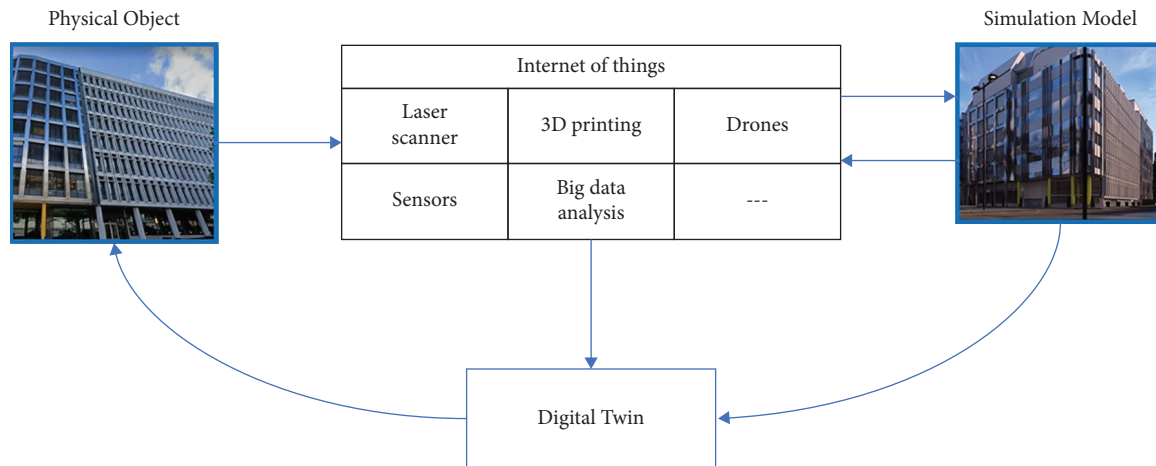 Physical Object
Simulation Model
Internet of things
Laser
scanner
3D printing
Drones
Sensors
Big data
analysis
---
Digital Twin